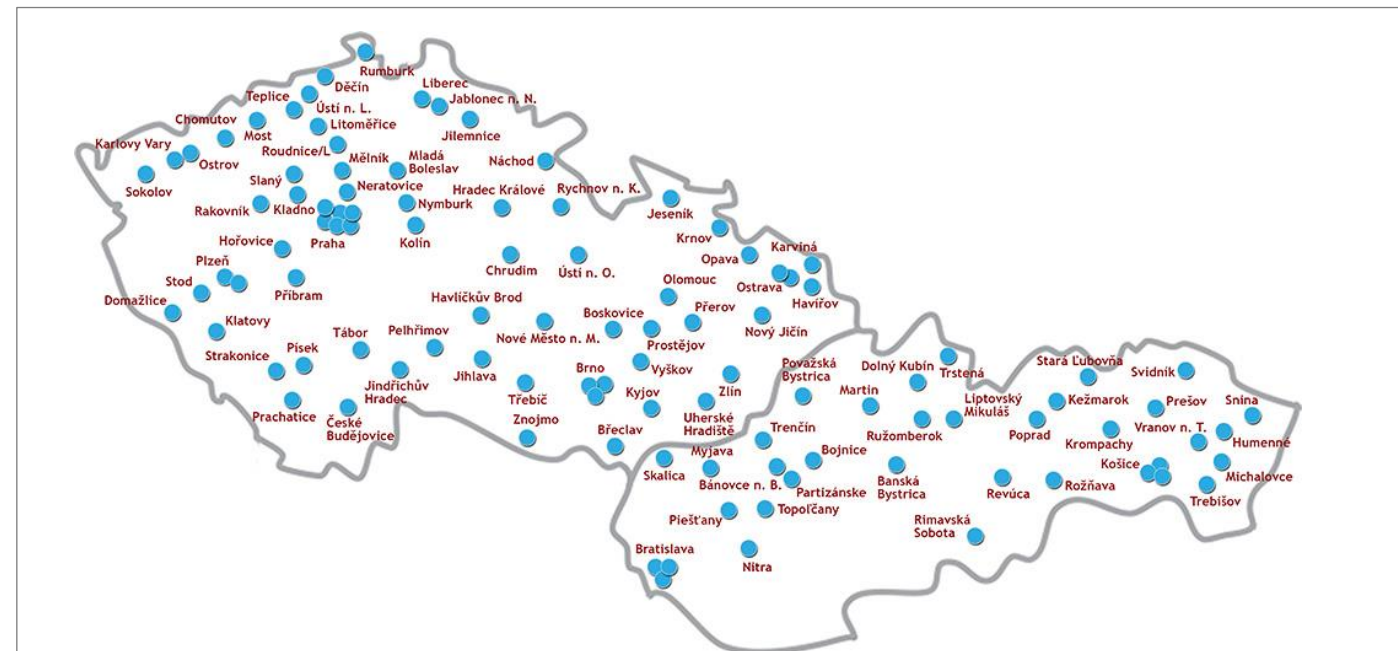 Rumburk
Děčín
Liberec
Teplice
Ústí n. L.
Jablonec n. N.
Chomutov
Litoměřice
Most
Jilemnice
Karlovy Vary
Roudnice/L
Ostrov
Mělník
Mladá
Boleslav
Náchod
Sokolov
Slaný
Neratovice
Hradec Králové
Rychnov n. K.
Rakovník
Kladno
Nymburk
Jeseník
Praha
Kolín
Krnov
Hořovice
Karviná
Plzeň
Opava
Chrudim
Ústí n. O.
Stod
Příbram
Olomouc
Ostrava
Domažlice
Havlíčkův Brod
Havířov
Přerov
Boskovice
Klatovy
Nové Město n. M.
Nový Jičín
Tábor
Pelhřimov
Prostějov
Strakonice
Písek
Jihlava
Brno
Vyškov
Považská
Bystrica
Dolný Kubín
Trstená
Stará Ľubovňa
Svidník
Jindřichův
Hradec
Třebíč
Kyjov
Zlín
Martin
Liptovský
Mikuláš
Kežmarok
Prešov
Snina
Prachatice
České
Budějovice
Znojmo
Uherské
Hradiště
Trenčín
Ružomberok
Poprad
Vranov n. T.
Břeclav
Krompachy
Humenné
Myjava
Bojnice
Skalica
Bánovce n. B.
Banská
Bystrica
Košice
Michalovce
Partizánske
Revúca
Rožňava
Trebišov
Piešťany
Topoľčany
Rimavská
Sobota
Bratislava
Nitra